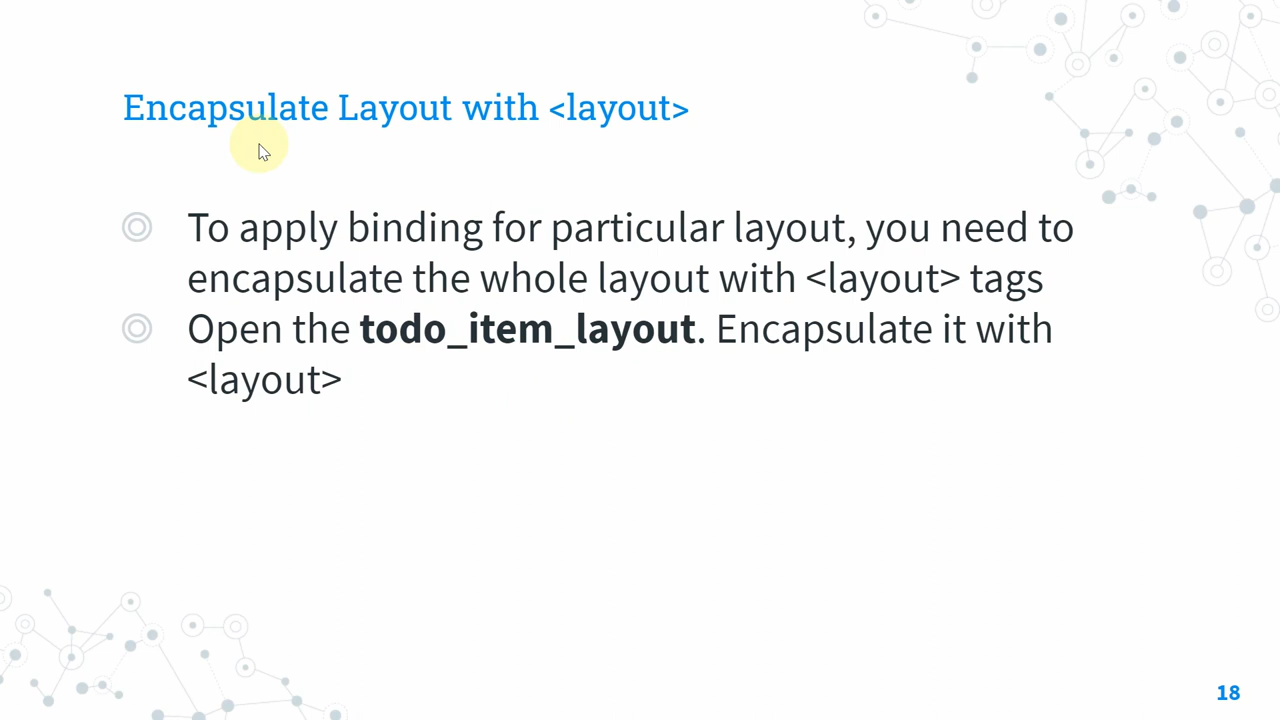 Encapsulate Layout with <layout>
To apply binding for particular layout, you need to
encapsulate the whole layout with <layout> tags
Open the todo_item_layout. Encapsulate it with
<layout>
18